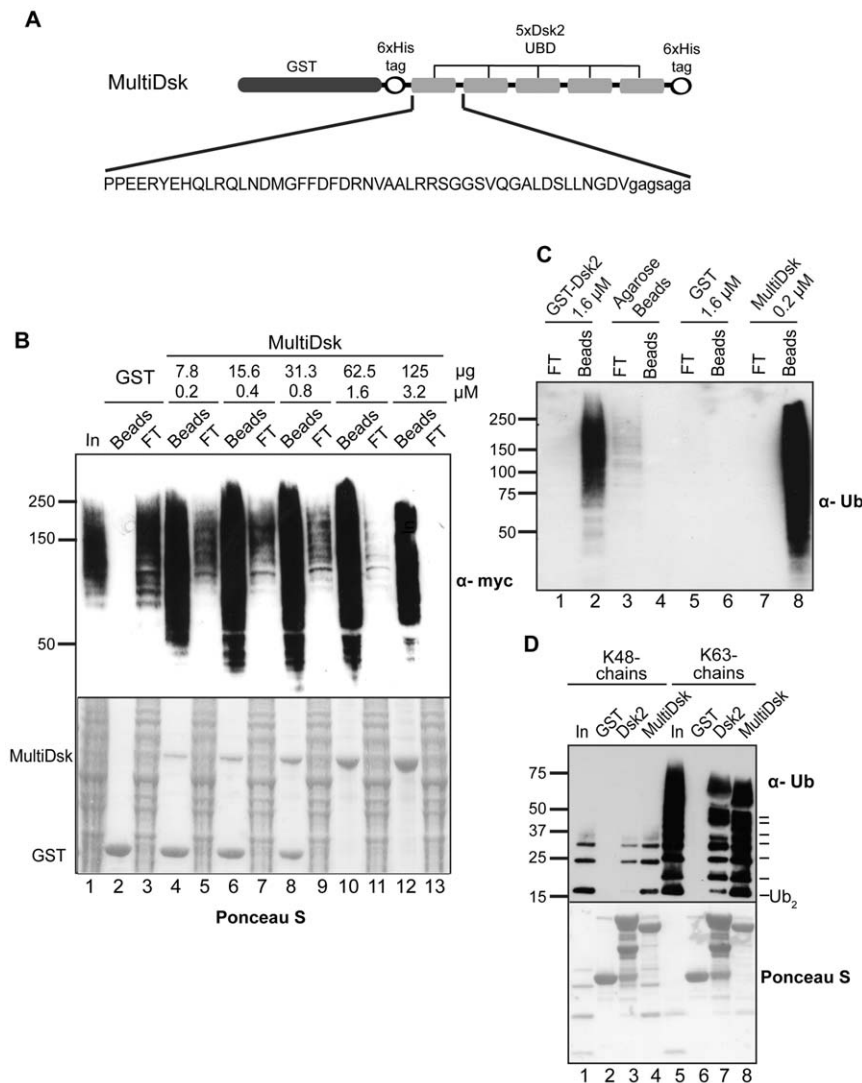 A
6xHis
tag
5xDsk2
UBD
6xHis
tag
MultiDsk
GST
PPEERYEHQLRQLNDMGFFDFDRNVAALRRSGGSVQGALDSLLNGDVgagsaga
B
MultiDsk
GST
7.8 15.6 31.3 62.5 125 µg
0.2 0.4 0.8 1.6 3.2 µM
In Beads FT Beads FT Beads FT Beads FT Beads FT Beads FT
250
150
50
α- myc
MultiDsk
GST
1 2 3 4 5 6 7 8 9 10 11 12 13
Ponceau S
C
GST-Dsk2
1.6 µM
Agarose
Beads
GST
1.6 µM
MultiDsk
0.2 µM
FT Beads FT Beads FT Beads FT Beads
250
150
100
75
50
α- Ub
1 2 3 4 5 6 7 8
D
K48-
chains
K63-
chains
In GST Dsk2 MultiDsk In GST Dsk2 MultiDsk
75
50
37
25
15
α- Ub
Ub2
Ponceau S
1 2 3 4 5 6 7 8